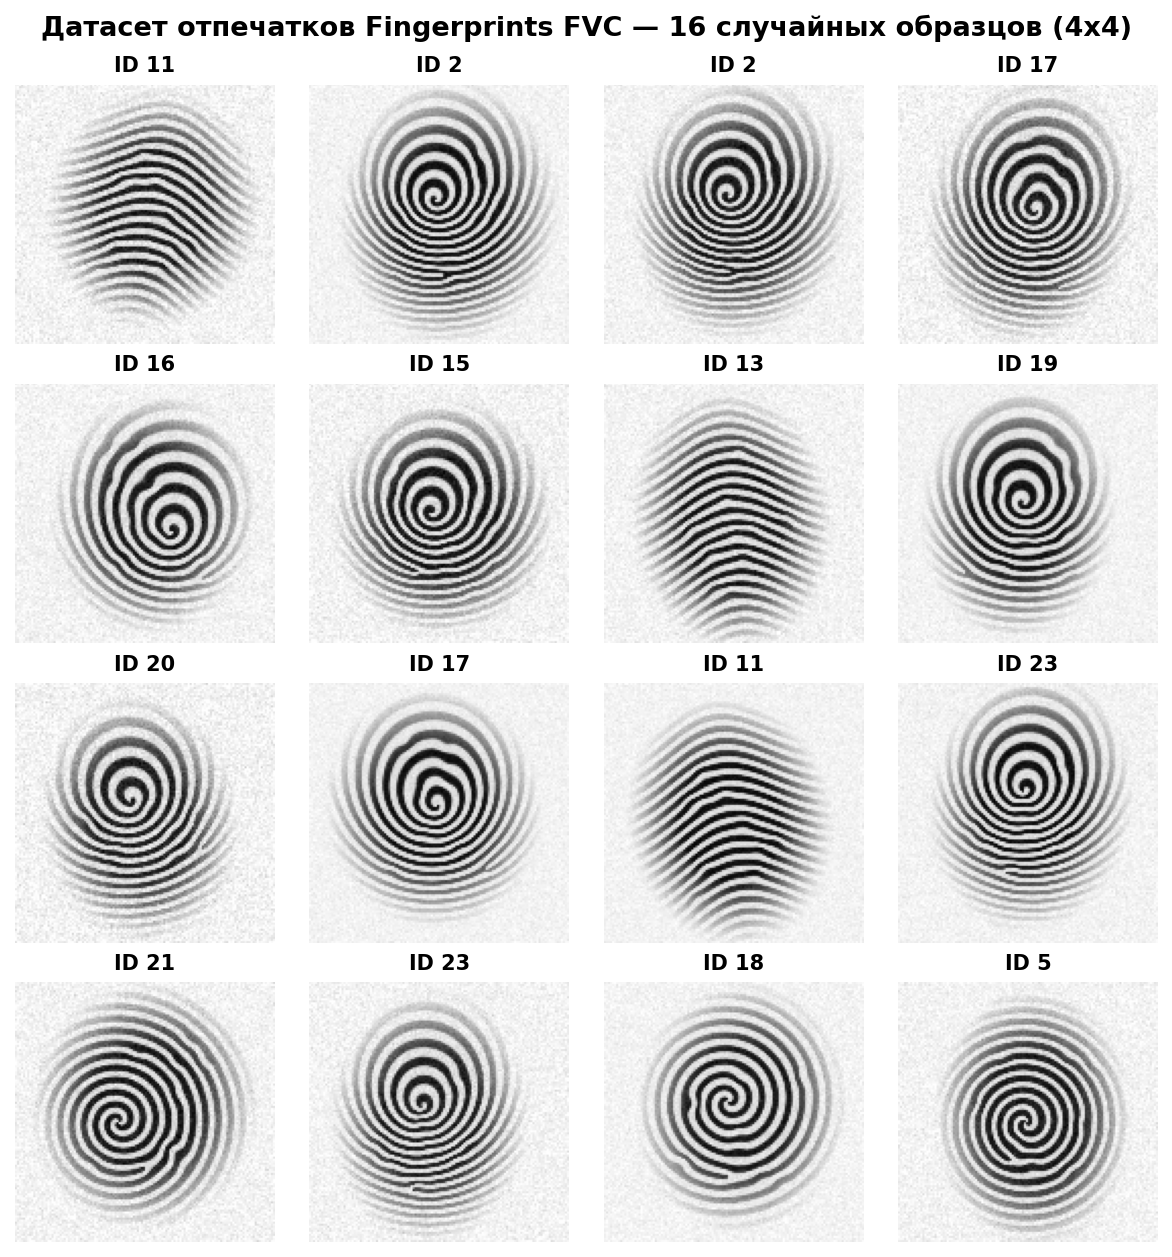 Датасет отпечатков Fingerprints FVC — 16 случайных образцов (4x4)
ID 11 ID 2 ID 2 ID 17
ID 16 ID 15 ID 13 ID 19
ID 20 ID 17 ID 11 ID 23
ID 21 ID 23 ID 18 ID 5